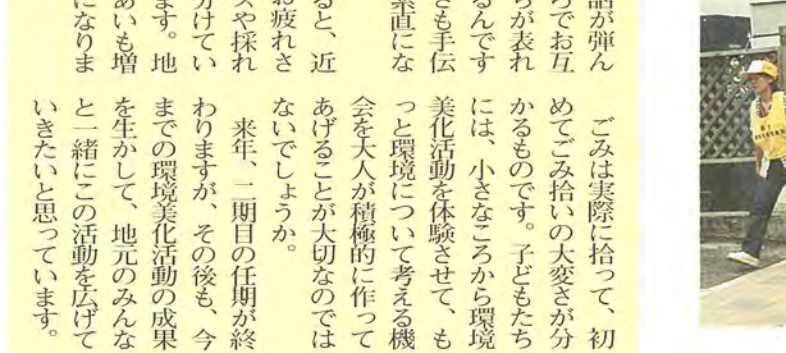 話が弾ん
ろでお互
ちが表れ
るんです
さも手伝
素直にな
ると、近
お疲れさ
スや採れ
分けてい
ます。地
あいも増
になりま
ごみは実際に拾って、初
めてごみ拾いの大変さが分
かるものです。子どもたち
には、小さなころから環境
美化活動を体験させて、も
っと環境について考える機
会を大人が積極的に作って
あげることが大切なのでは
ないでしょうか。
来年、二期目の任期が終
わりますが、その後も、今
までの環境美化活動の成果
を生かして、地元のみんな
と一緒にこの活動を広げて
いきたいと思っています。